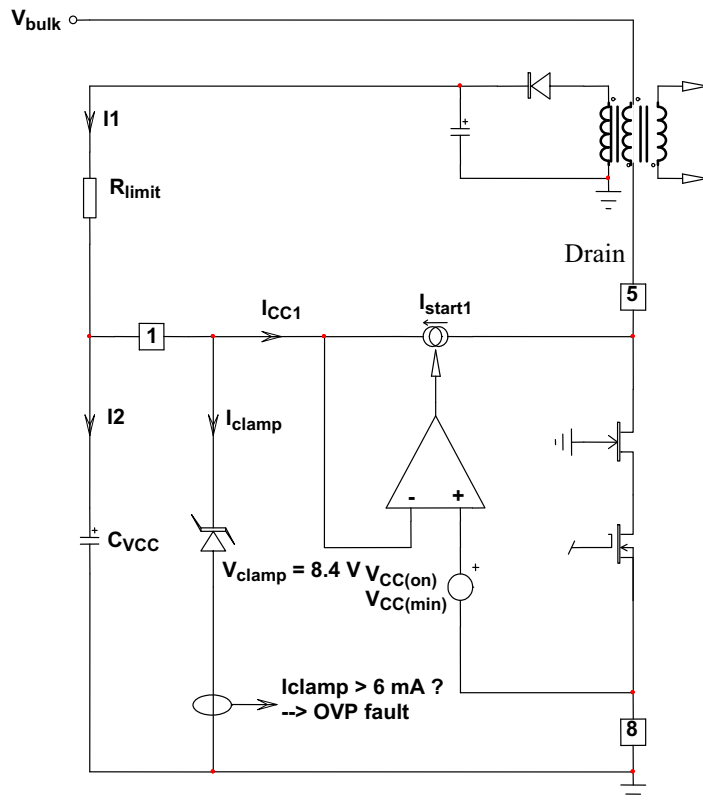 Vbulk
I1
Rlimit
Drain
5
1
ICC1
Istart1
I2
Iclamp
- +
CVCC
Vclamp = 8.4 V VCC(on)
VCC(min)
Iclamp > 6 mA ?
--> OVP fault
8